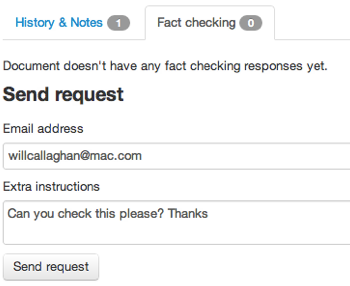 History & Notes 1 Fact checking 0
Document doesn't have any fact checking responses yet.
Send request
Email address
willcallaghan@mac.com
Extra instructions
Can you check this please? Thanks
Send request